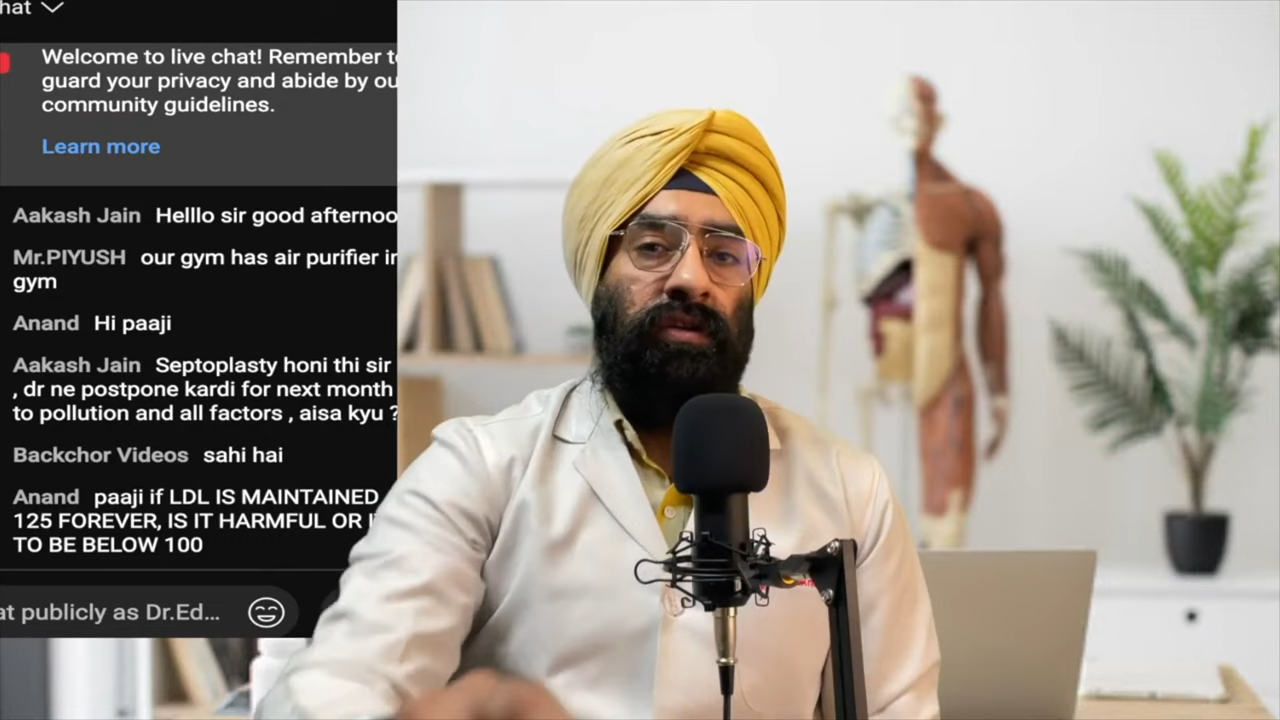 hat
Welcome to live chat! Remember t
guard your privacy and abide by ou
community guidelines.
Learn more
Aakash Jain Helllo sir good afternoo
Mr.PIYUSH our gym has air purifier in
gym
Anand Hi paaji
Aakash Jain Septoplasty honi thi sir
, dr ne postpone kardi for next month
to pollution and all factors , aisa kyu ?
Backchor Videos sahi hai
Anand paaji if LDL IS MAINTAINED
125 FOREVER, IS IT HARMFUL OR
TO BE BELOW 100
at publicly as Dr.Ed...